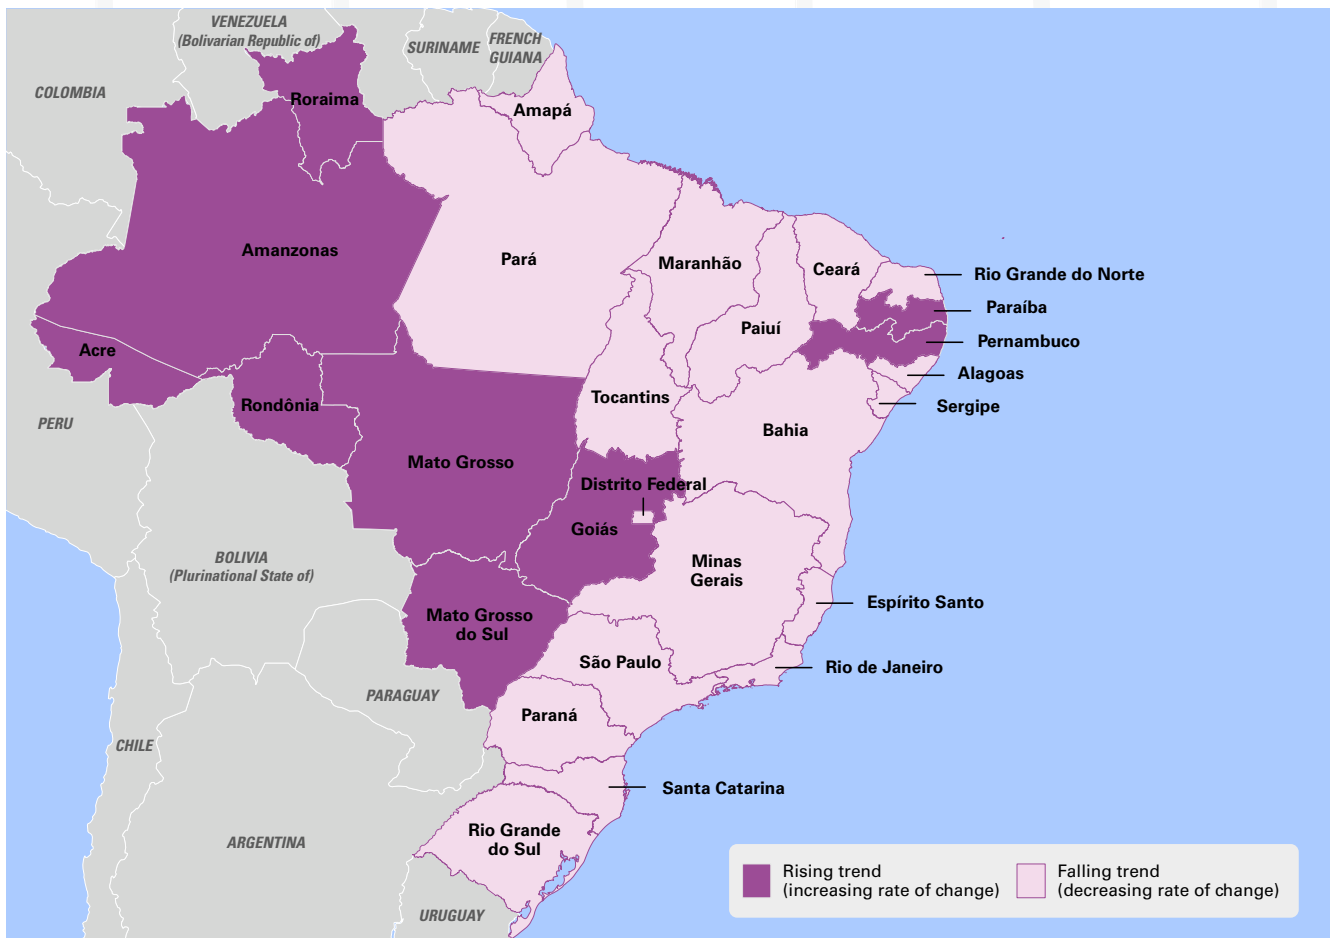 VENEZUELA
(Bolivarian Republic of)
SURINAME
FRENCH
GUIANA
COLOMBIA
Roraima
Amapá
Amanzonas
Pará
Maranhão
Ceará
Rio Grande do Norte
Paraíba
Paiuí
Pernambuco
Acre
Alagoas
Tocantins
Rondônia
Sergipe
PERU
Bahia
Mato Grosso
Distrito Federal
Goiás
BOLIVIA
(Plurinational State of)
Minas
Gerais
Espírito Santo
Mato Grosso
do Sul
São Paulo
Rio de Janeiro
PARAGUAY
Paraná
CHILE
Santa Catarina
ARGENTINA
Rio Grande
do Sul
URUGUAY
Rising trend
(increasing rate of change)
Falling trend
(decreasing rate of change)